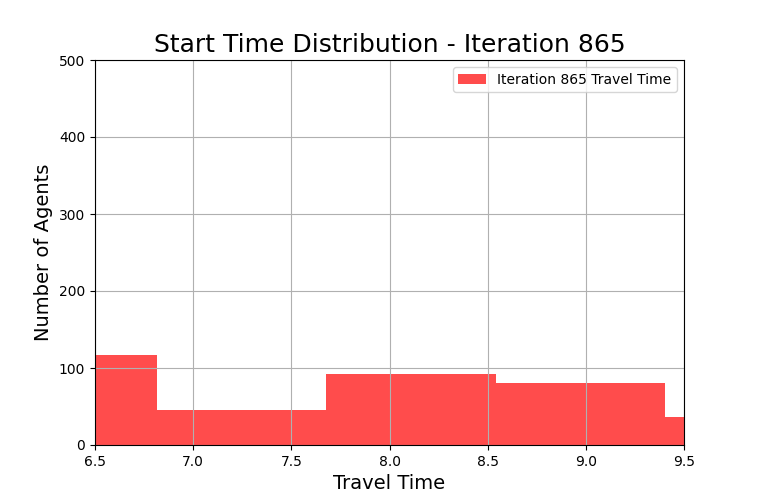 Start Time Distribution - Iteration 865
Number of Agents
500
400
300
200
100
0
Iteration 865 Travel Time
6.5 7.0 7.5 8.0 8.5 9.0 9.5
Travel Time